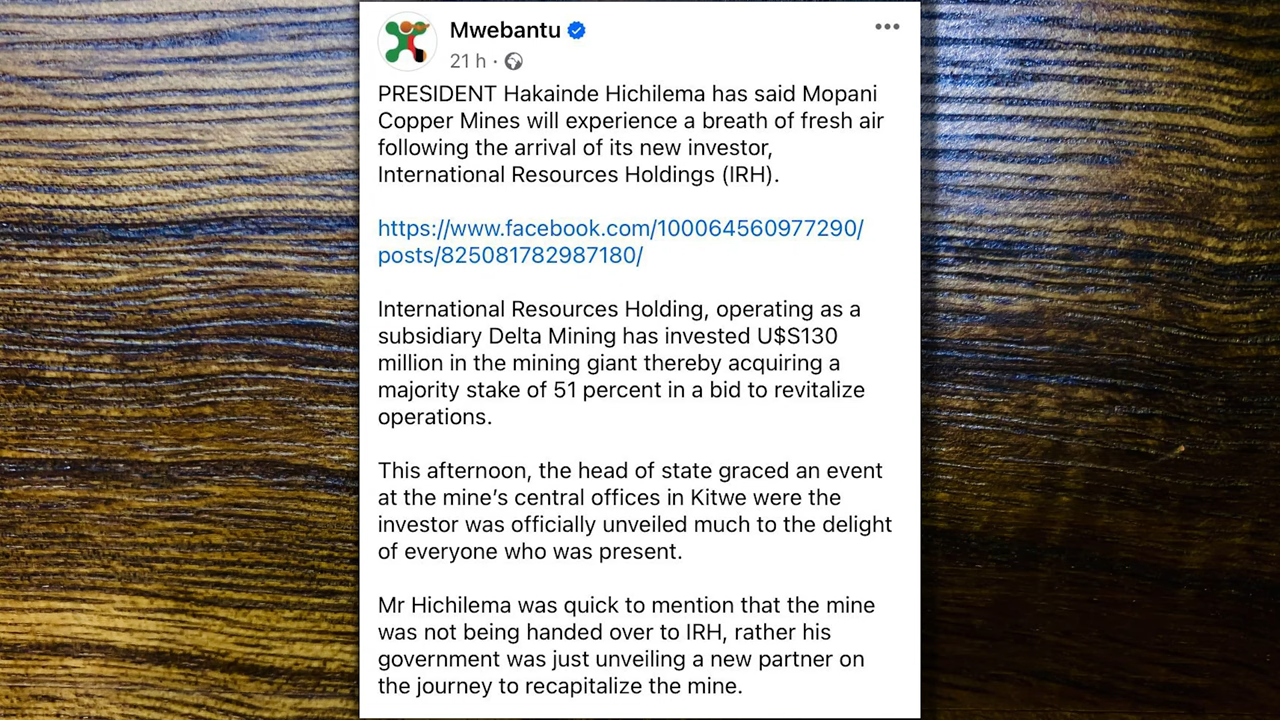 Mwebantu
21 h ·
PRESIDENT Hakainde Hichilema has said Mopani
Copper Mines will experience a breath of fresh air
following the arrival of its new investor,
International Resources Holdings (IRH).
https://www.facebook.com/100064560977290/
posts/825081782987180/
International Resources Holding, operating as a
subsidiary Delta Mining has invested U$S130
million in the mining giant thereby acquiring a
majority stake of 51 percent in a bid to revitalize
operations.
This afternoon, the head of state graced an event
at the mine’s central offices in Kitwe were the
investor was officially unveiled much to the delight
of everyone who was present.
Mr Hichilema was quick to mention that the mine
was not being handed over to IRH, rather his
government was just unveiling a new partner on
the journey to recapitalize the mine.